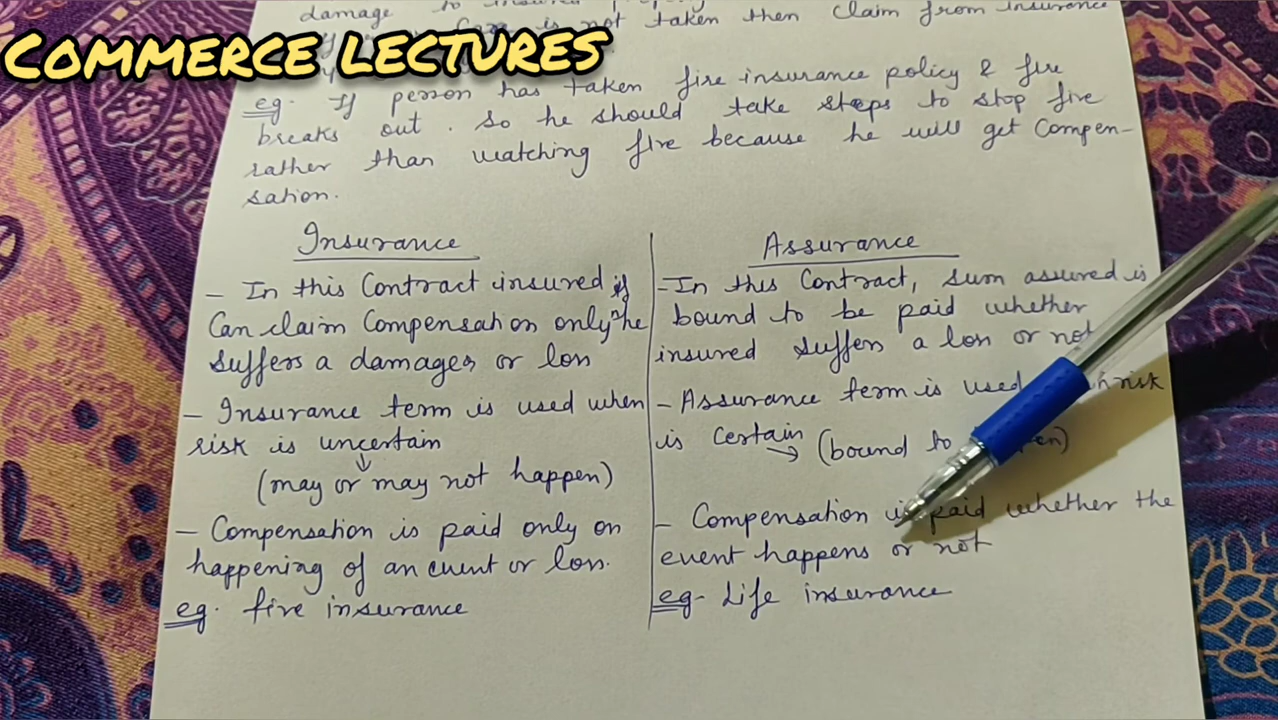 damage to insured
COMMERCE LECTURES
Care is not taken then claim from insurance
eg. If person has taken fire insurance policy & fire
breaks out. So he should take steps to stop fire
rather than watching fire because he will get Compen-
sation.
Insurance
- In this Contract insured
Can claim Compensation only if he
suffers a damages or loss
- Insurance term is used when
risk is uncertain
(may or may not happen)
- Compensation is paid only on
happening of an event or loss.
eg. fire insurance
Assurance
- In this Contract, sum assured is
bound to be paid whether
insured suffers a loss or not
- Assurance term is used risk
is Certain → (bound to
- Compensation is paid whether the
event happens or not
eg- Life insurance